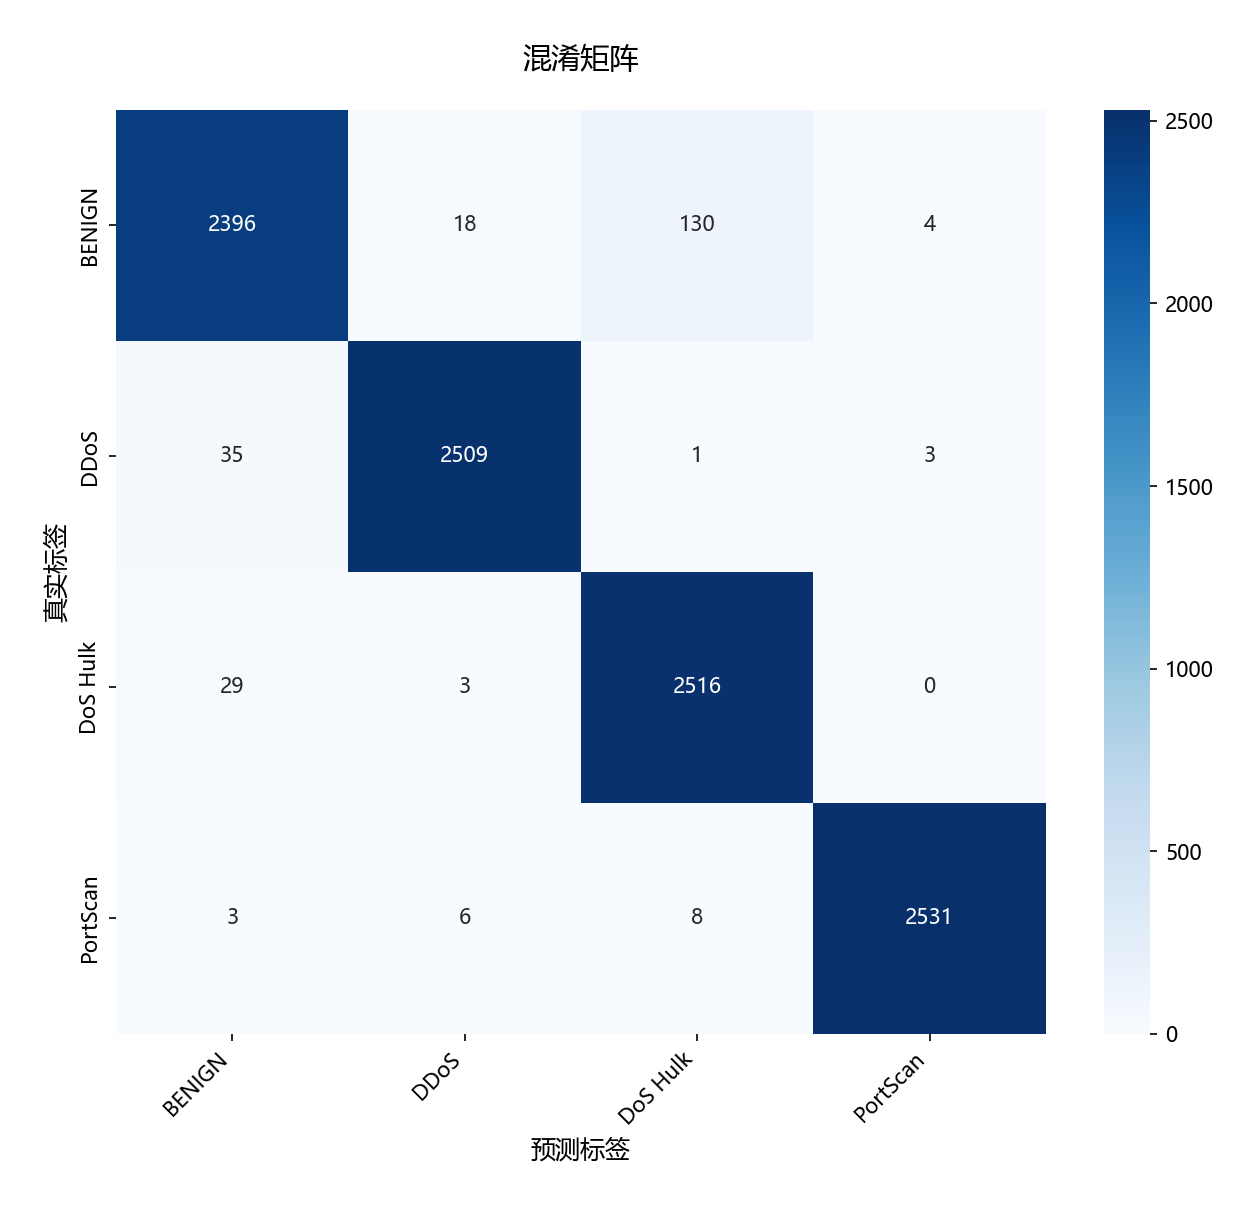 混淆矩阵
真实标签
BENIGN
2396 18 130 4
DDoS
35 2509 1 3
DoS Hulk
29 3 2516 0
PortScan
3 6 8 2531
BENIGN DDoS DoS Hulk PortScan
预测标签
2500
2000
1500
1000
500
0